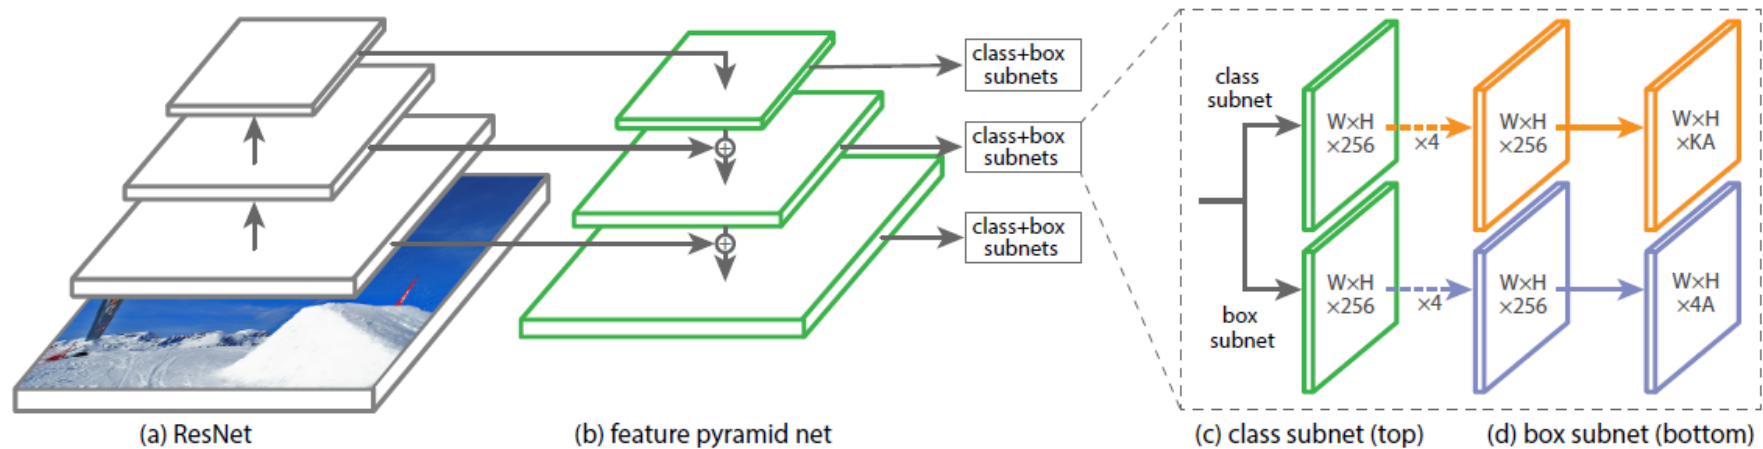 class+box
subnets
class+box
subnets
class+box
subnets
class
subnet
W×H
×256
×4
W×H
×256
W×H
×KA
box
subnet
W×H
×256
×4
W×H
×256
W×H
×4A
(a) ResNet
(b) feature pyramid net
(c) class subnet (top)
(d) box subnet (bottom)